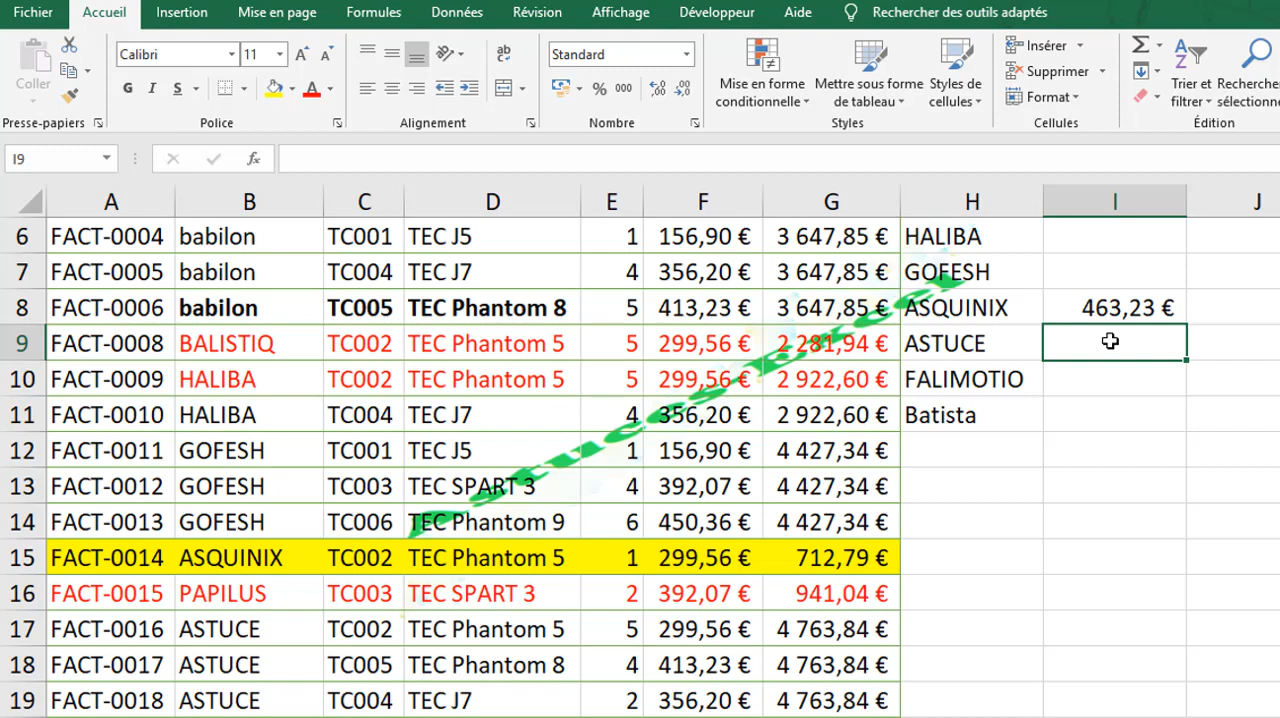 Fichier Accueil Insertion Mise en page Formules Données Révision Affichage Développeur Aide Rechercher des outils adaptés
Coller
Calibri 11
G I S
ab
Standard
% 000
Mise en forme conditionnelle
Mettre sous forme de tableau
Styles de cellules
Insérer
Supprimer
Format
Trier et filtrer
Rechercher
sélectionne
Presse-papiers Police Alignement Nombre Styles Cellules Édition
I9 fx
A B C D E F G H I J
6 FACT-0004 babilon TC001 TEC J5 1 156,90 € 3 647,85 € HALIBA
7 FACT-0005 babilon TC004 TEC J7 4 356,20 € 3 647,85 € GOFESH
8 FACT-0006 babilon TC005 TEC Phantom 8 5 413,23 € 3 647,85 € ASQUINIX 463,23 €
9 FACT-0008 BALISTIQ TC002 TEC Phantom 5 5 299,56 € 2 281,94 € ASTUCE
10 FACT-0009 HALIBA TC002 TEC Phantom 5 5 299,56 € 2 922,60 € FALIMOTIO
11 FACT-0010 HALIBA TC004 TEC J7 4 356,20 € 2 922,60 € Batista
12 FACT-0011 GOFESH TC001 TEC J5 1 156,90 € 4 427,34 €
13 FACT-0012 GOFESH TC003 TEC SPART 3 4 392,07 € 4 427,34 €
14 FACT-0013 GOFESH TC006 TEC Phantom 9 6 450,36 € 4 427,34 €
15 FACT-0014 ASQUINIX TC002 TEC Phantom 5 1 299,56 € 712,79 €
16 FACT-0015 PAPILUS TC003 TEC SPART 3 2 392,07 € 941,04 €
17 FACT-0016 ASTUCE TC002 TEC Phantom 5 5 299,56 € 4 763,84 €
18 FACT-0017 ASTUCE TC005 TEC Phantom 8 4 413,23 € 4 763,84 €
19 FACT-0018 ASTUCE TC004 TEC J7 2 356,20 € 4 763,84 €